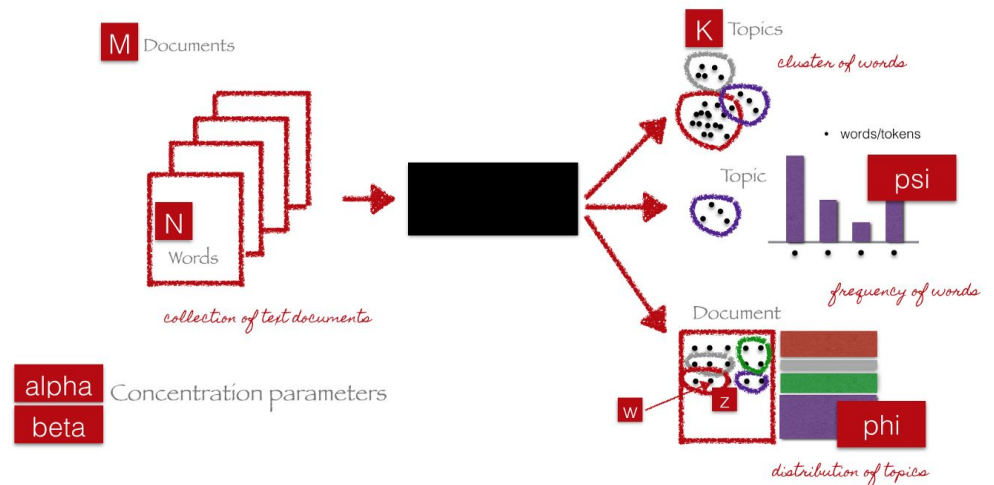 M Documents
N
Words
collection of text documents
alpha
beta
Concentration parameters
K Topics
cluster of words
• words/tokens
Topic
psi
frequency of words
Document
w
z
phi
distribution of topics